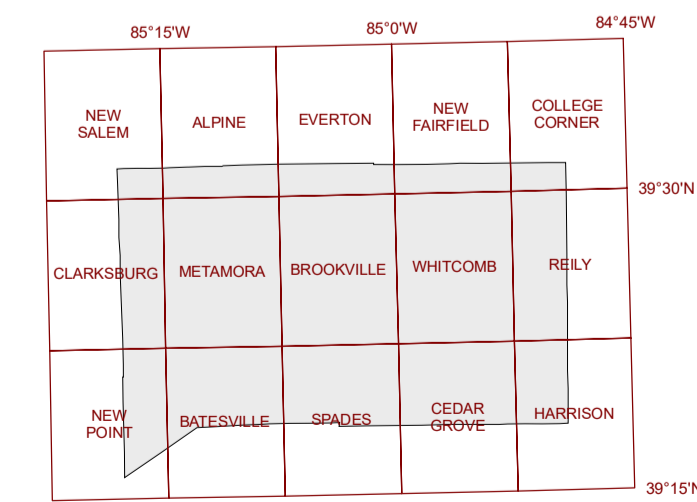 85°15'W
85°0'W
84°45'W
NEW
SALEM
ALPINE
EVERTON
NEW
FAIRFIELD
COLLEGE
CORNER
39°30'N
CLARKSBURG
METAMORA
BROOKVILLE
WHITCOMB
REILY
NEW
POINT
BATESVILLE
SPADES
CEDAR
GROVE
HARRISON
39°15'N